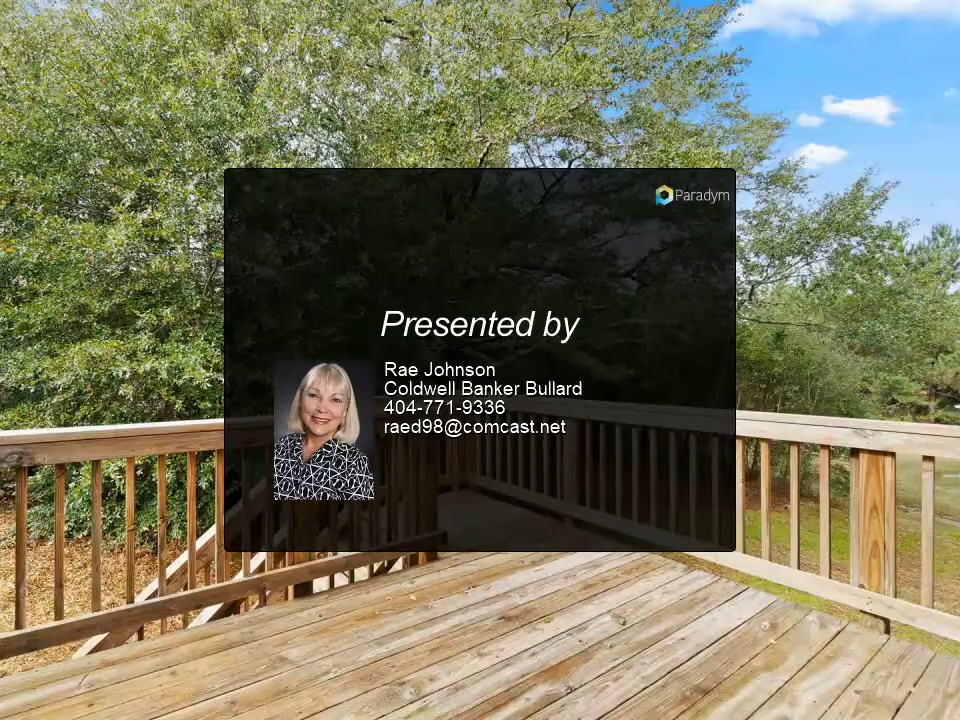 Paradym
Presented by
Rae Johnson
Coldwell Banker Bullard
404-771-9336
raed98@comcast.net